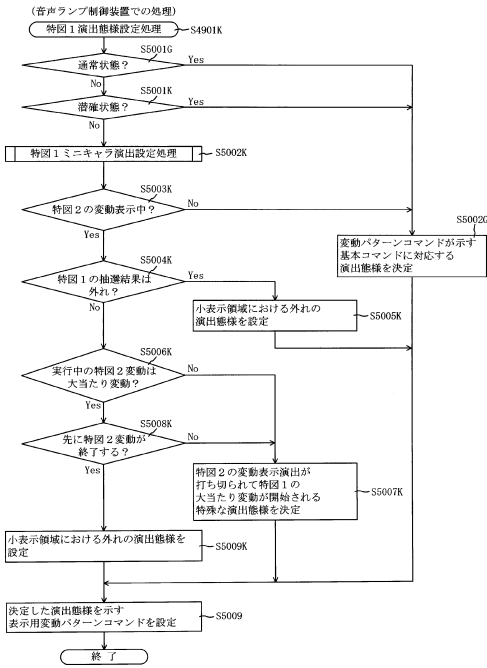 (音声ランプ制御装置での処理)
特図1演出態様設定処理
S4901K
S5001G
通常状態?
Yes
No
S5001K
潜確状態?
Yes
No
特図1ミニキャラ演出設定処理
S5002K
S5003K
特図2の変動表示中?
No
Yes
S5002G
変動パターンコマンドが示す
基本コマンドに対応する
演出態様を決定
S5004K
特図1の抽選結果は
外れ?
Yes
No
小表示領域における外れの
演出態様を設定
S5005K
S5006K
実行中の特図2変動は
大当たり変動?
No
Yes
S5008K
先に特図2変動が
終了する?
No
Yes
特図2の変動表示演出が
打ち切られて特図1の
大当たり変動が開始される
特殊な演出態様を決定
S5007K
小表示領域における外れの演出態様を
設定
S5009K
決定した演出態様を示す
表示用変動パターンコマンドを設定
S5009
終了